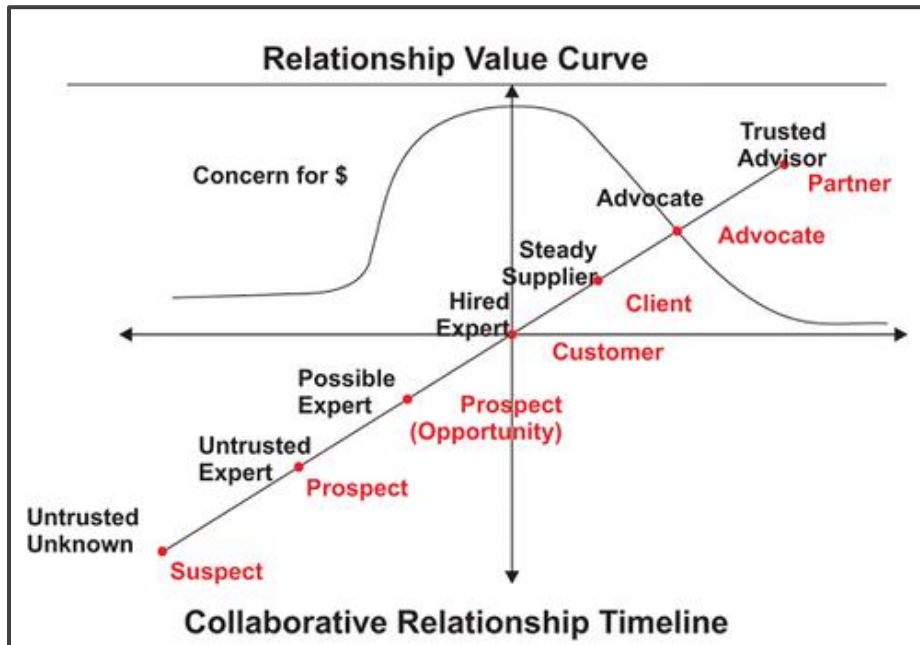 Relationship Value Curve
Concern for $
Trusted
Advisor
Partner
Advocate
Advocate
Steady
Supplier
Client
Hired
Expert
Customer
Possible
Expert
Prospect
(Opportunity)
Untrusted
Expert
Prospect
Untrusted
Unknown
Suspect
Collaborative Relationship Timeline